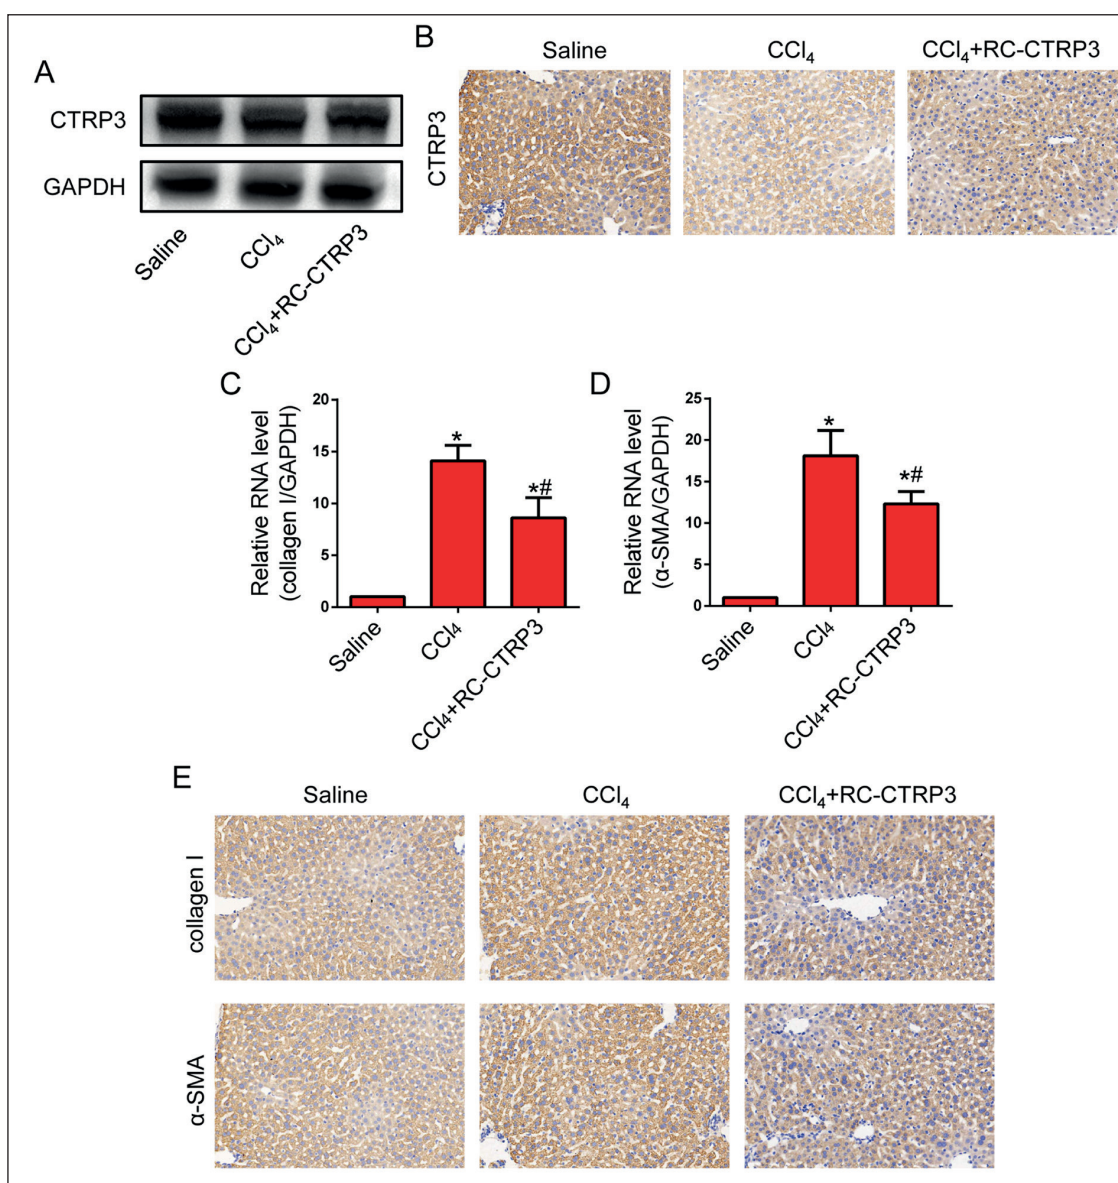 A
CTRP3
GAPDH
Saline
CCl₄
CCl₄+RC-CTRP3
B
Saline
CCl₄
CCl₄+RC-CTRP3
CTRP3
C
Relative RNA level
(collagen I/GAPDH)
20
15
10
5
0
*
*#
Saline
CCl₄
CCl₄+RC-CTRP3
D
Relative RNA level
(α-SMA/GAPDH)
25
20
15
10
5
0
*
*#
Saline
CCl₄
CCl₄+RC-CTRP3
E
Saline
CCl₄
CCl₄+RC-CTRP3
collagen I
α-SMA